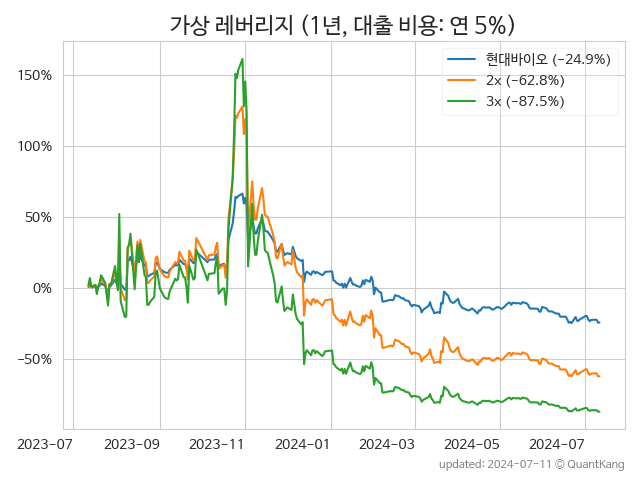 가상 레버리지 (1년, 대출 비용: 연 5%)
현대바이오 (-24.9%)
2x (-62.8%)
3x (-87.5%)
150%
100%
50%
0%
−50%
2023-07 2023-09 2023-11 2024-01 2024-03 2024-05 2024-07
updated: 2024-07-11 © QuantKang